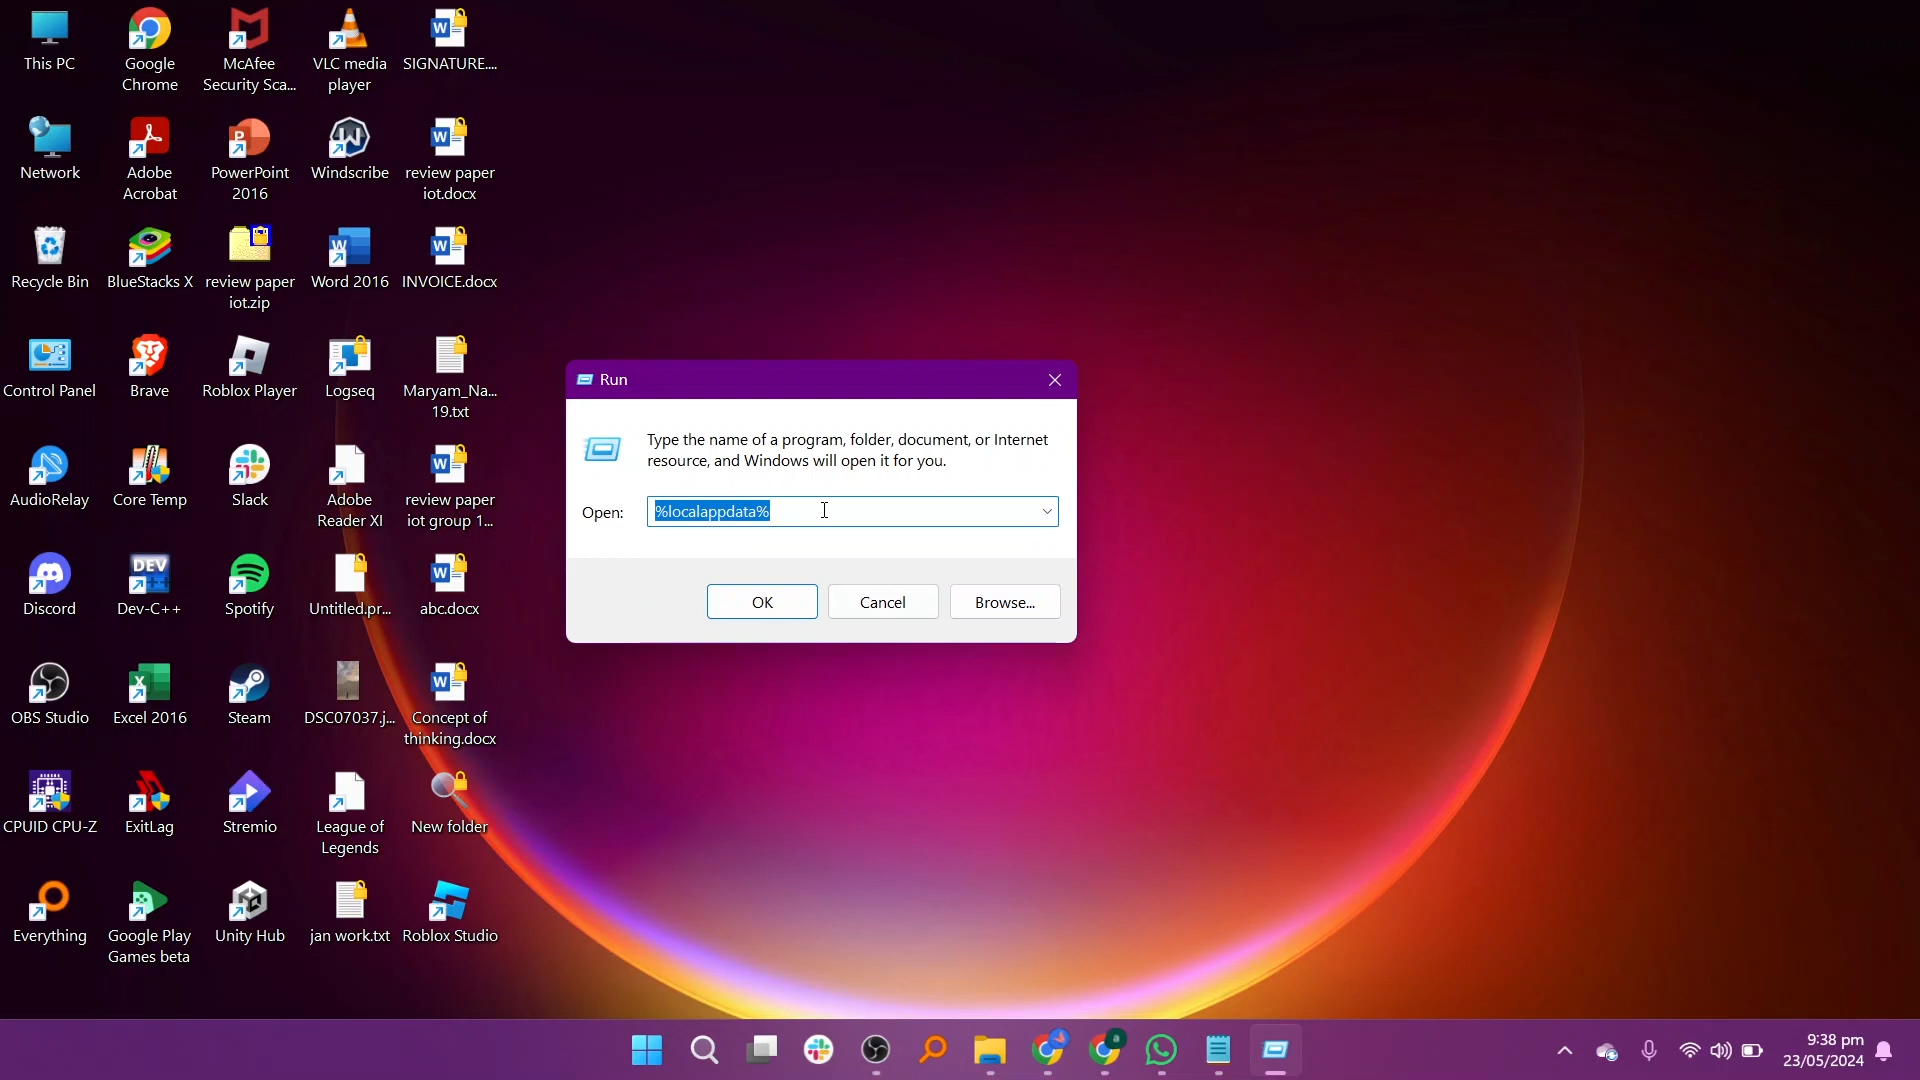 This PC
Google
Chrome
McAfee
Security Sca...
VLC media
player
SIGNATURE....
Network
Adobe
Acrobat
PowerPoint
2016
Windscribe
review paper
iot.docx
Recycle Bin
BlueStacks X
review paper
iot.zip
Word 2016
INVOICE.docx
Control Panel
Brave
Roblox Player
Logseq
Maryam_Na...
19.txt
AudioRelay
Core Temp
Slack
Adobe
Reader XI
review paper
iot group 1...
Discord
DEV
Dev-C++
Spotify
Untitled.pr...
abc.docx
OBS Studio
Excel 2016
Steam
DSC07037.j...
Concept of
thinking.docx
CPUID CPU-Z
ExitLag
Stremio
League of
Legends
New folder
Everything
Google Play
Games beta
Unity Hub
jan work.txt
Roblox Studio
Run
Type the name of a program, folder, document, or Internet
resource, and Windows will open it for you.
Open:
%localappdata%
OK
Cancel
Browse...
9:38 pm
23/05/2024